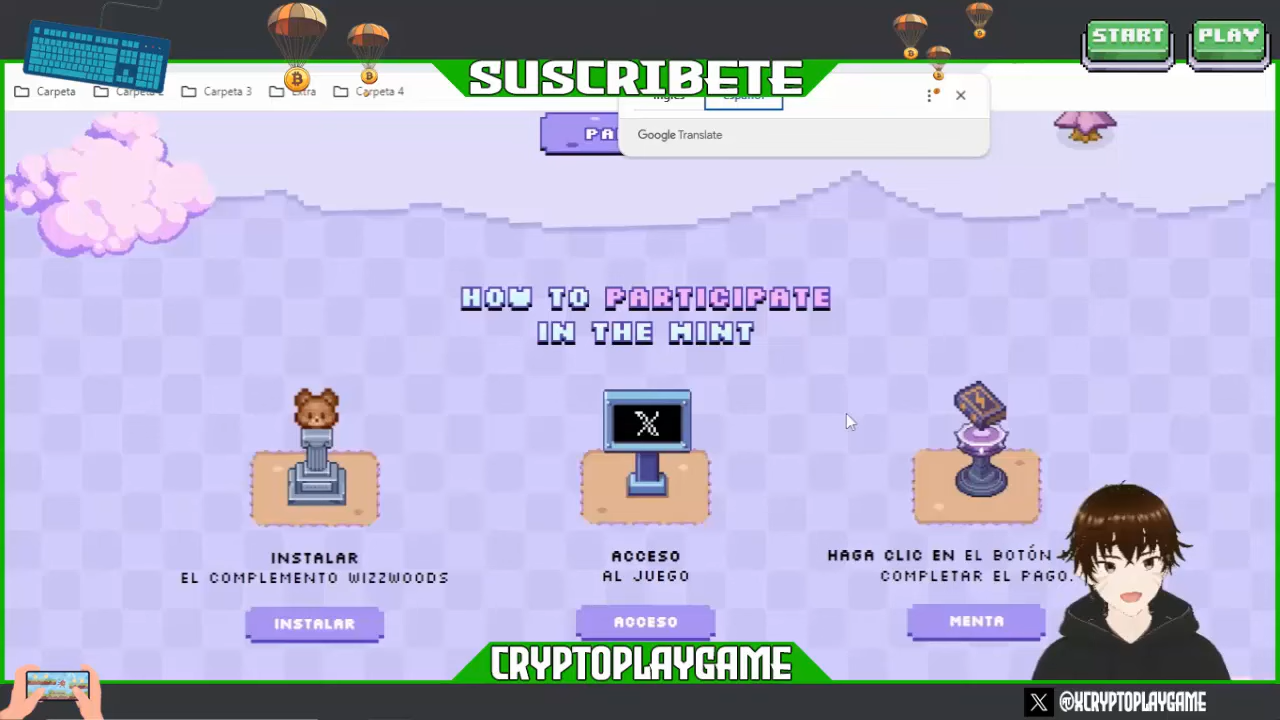 START
PLAY
SUSCRIBETE
Carpeta
Carpeta 3
Extra
Carpeta 4
Google Translate
HOW TO PARTICIPATE
IN THE MINT
X
INSTALAR
EL COMPLEMENTO WIZZWOODS
INSTALAR
ACCESO
AL JUEGO
ACCESO
HAGA CLIC EN EL BOTÓN
COMPLETAR EL PAGO.
MENTA
CRYPTOPLAYGAME
X @XCRYPTOPLAYGAME